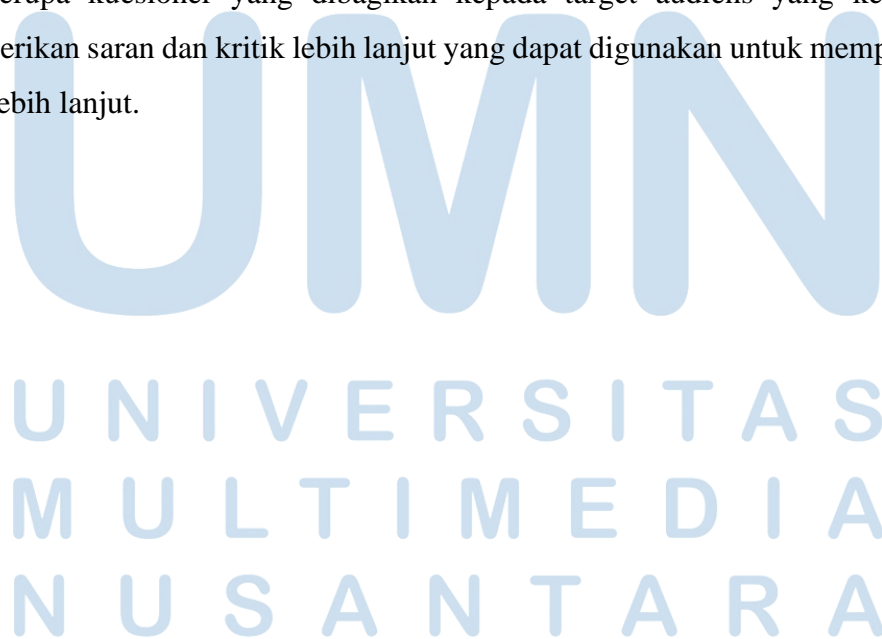 erupa kuesioner yang dibagikan kepada target audiens yang ke
erikan saran dan kritik lebih lanjut yang dapat digunakan untuk memp
ebih lanjut.
UMN
UNIVERSITAS
MULTIMEDIA
NUSANTARA